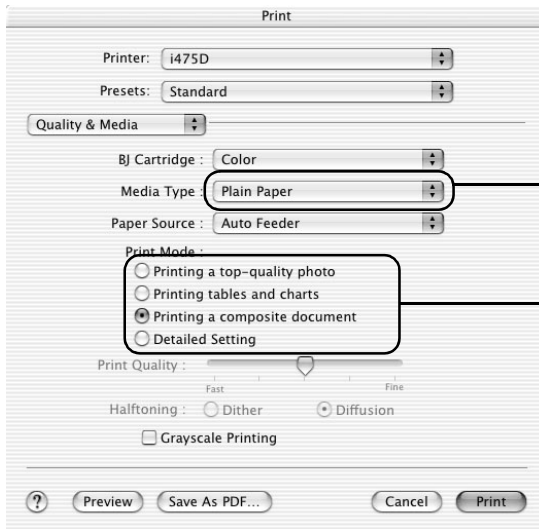 Print
Printer: i475D
Presets: Standard
Quality & Media
BJ Cartridge : Color
Media Type : Plain Paper
Paper Source : Auto Feeder
Print Mode :
Printing a top-quality photo
Printing tables and charts
Printing a composite document
Detailed Setting
Print Quality :
Fast Fine
Halftoning : Dither Diffusion
Grayscale Printing
? Preview Save As PDF... Cancel Print